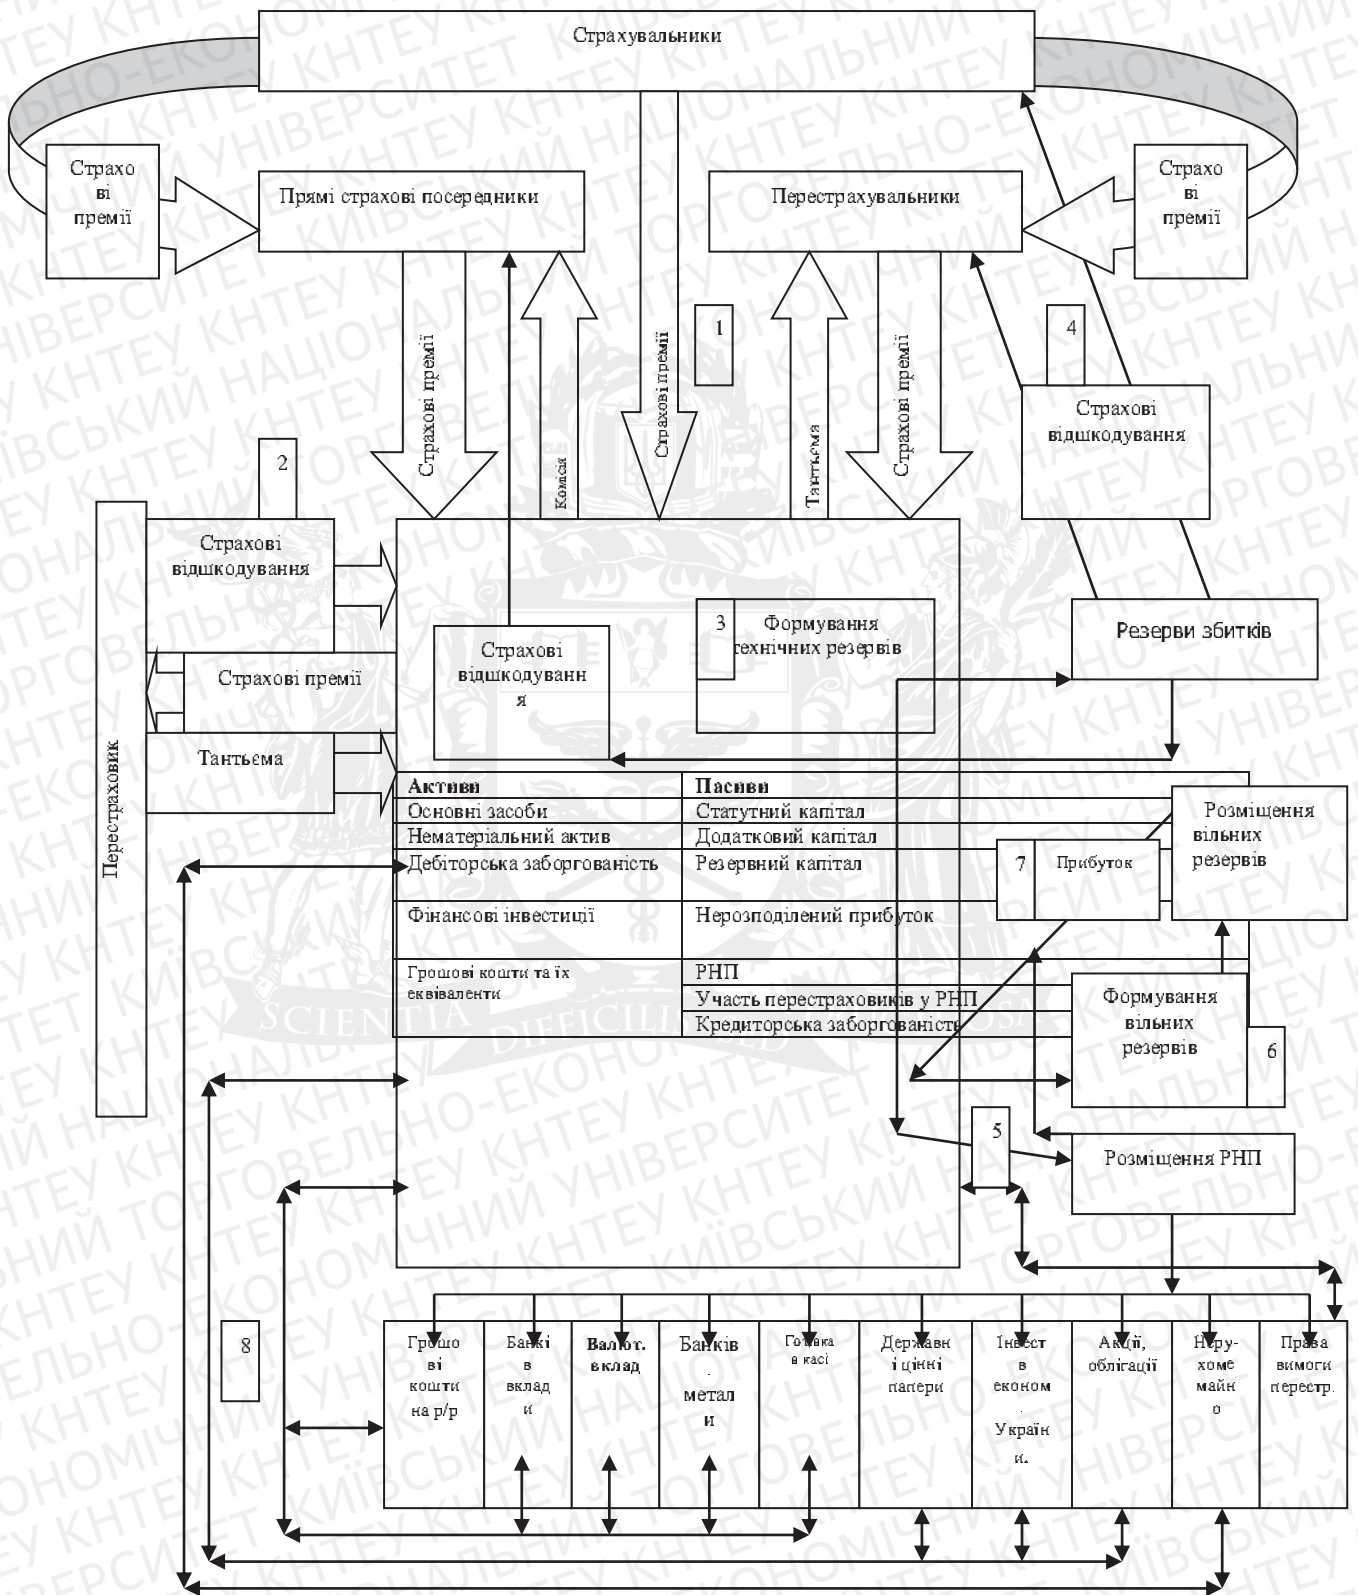 Страхувальники
Страхо
ві
премії
Прямі страхові посередники
Перестрахувальники
Страхо
ві
премії
Страхові премії
Комісія
Страхові премії
1
Тантьєма
Страхові премії
4
Страхові
відшкодування
2
Перестраховик
Страхові
відшкодування
Страхові премії
Тантьєма
Страхові
відшкодуванн
я
3
Формування
технічних резервів
Резерви збитків
Активи
Пасиви
Основні засоби
Статутний капітал
Нематеріальний актив
Додатковий капітал
Дебіторська заборгованість
Резервний капітал
Фінансові інвестиції
Нерозподілений прибуток
Грошові кошти та їх
еквіваленти
РНП
Участь перестраховиків у РНП
Кредиторська заборгованість
7
Прибуток
Розміщення
вільних
резервів
Формування
вільних
резервів
6
5
Розміщення РНП
8
Грошо
ві
кошти
на р/р
Банкі
в
вклад
и
Валют.
вклад
Банків
.
метал
и
Готівка
в касі
Державн
і цінні
папери
Інвест
в
економ
.
Україн
и.
Акції,
облігації
Неру-
хоме
майн
о
Права
вимоги
перестр.